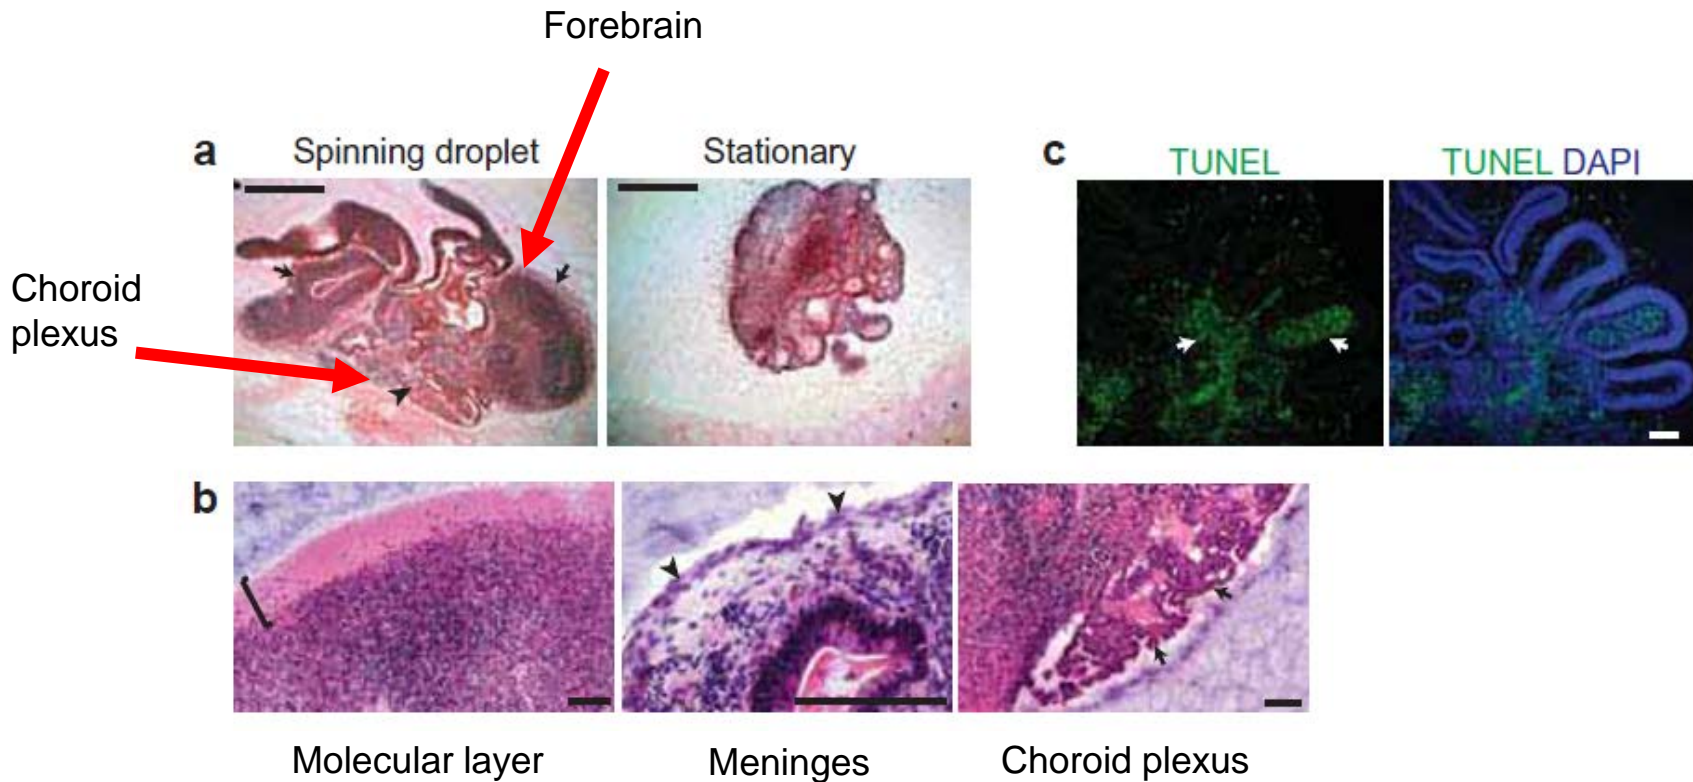 Forebrain
a
Spinning droplet
Stationary
c
TUNEL
TUNEL DAPI
Choroid
plexus
b
Molecular layer
Meninges
Choroid plexus